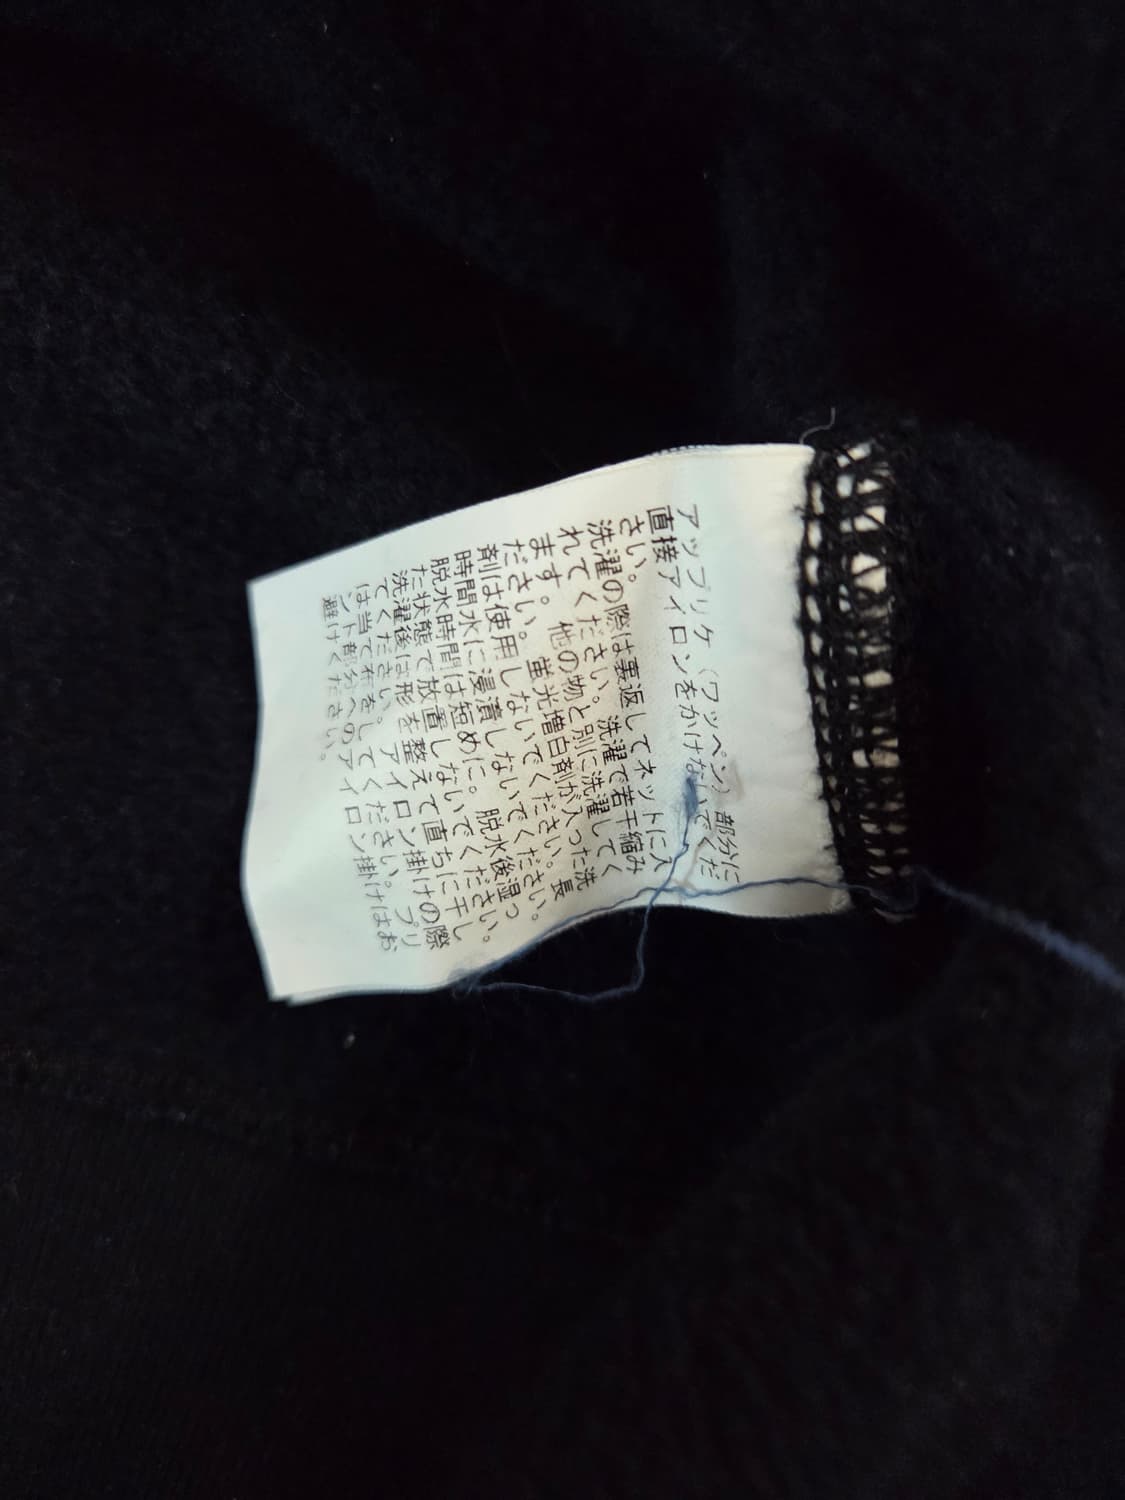 アップリケ（ワッペン）部分に
直接アイロンをかけないでくだ
さい。
洗濯の際は裏返してネットに入
れてください。洗濯で若干縮み
ます。 他の物と別に洗濯してく
ださい。 蛍光増白剤が入った洗
剤は使用しないでください。長
時間水に浸漬しないでください。
脱水時間は短めに。脱水後湿っ
た状態で放置しないでください。
洗濯後は形を整えて直ちに干し
てください。 アイロン掛けの際
は当て布をしてください。 プリ
ント部分へのアイロン掛けはお
避けください。